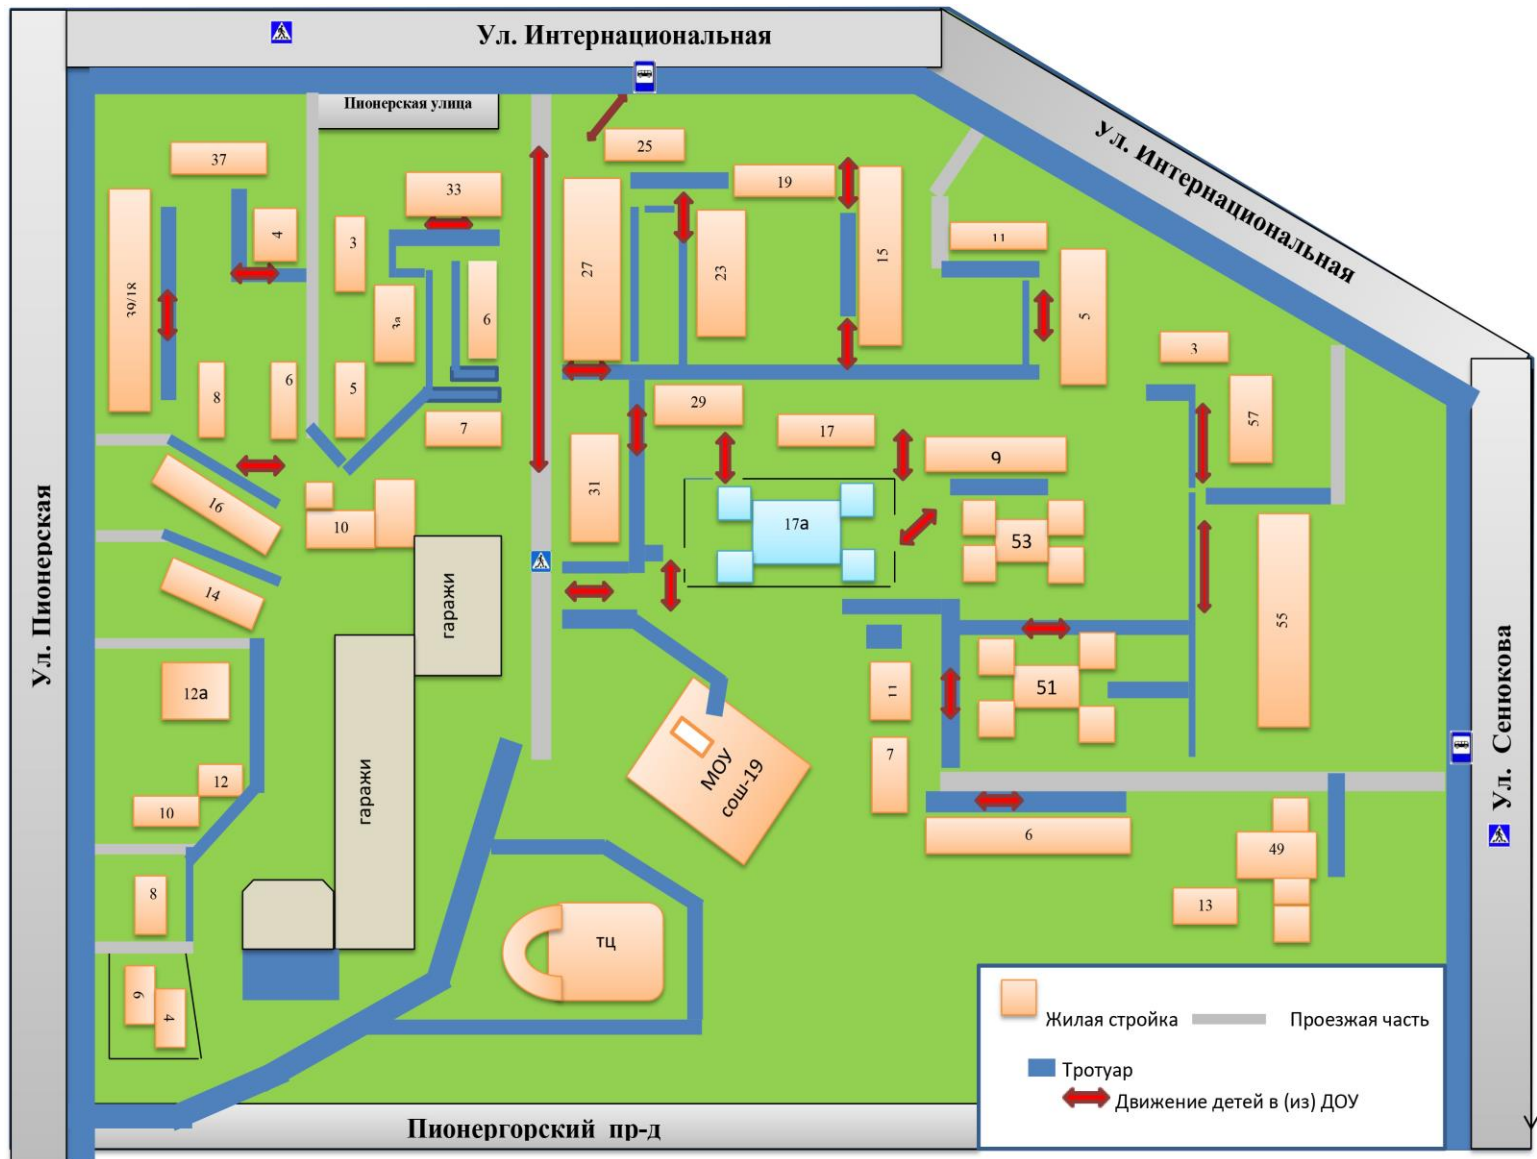 Ул. Интернациональная
Пионерская улица
Ул. Интернациональная
Ул. Пионерская
Ул. Сенюкова
37
33
25
19
4
3
27
23
15
11
39/18
3а
6
5
3
8
6
5
7
29
17
9
57
31
16
10
17а
53
55
14
гаражи
12а
11
51
гаражи
МОУ
сош-19
7
12
10
6
49
8
13
тц
9
4
Жилая стройка
Проезжая часть
Тротуар
Движение детей в (из) ДОУ
Пионергорский пр-д